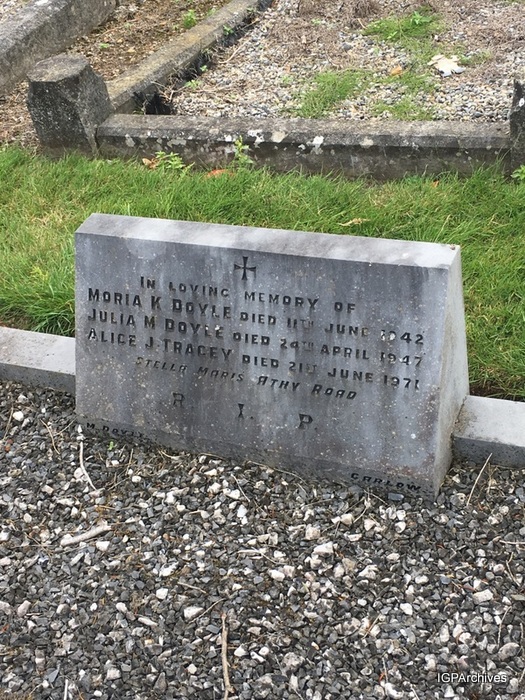 IN LOVING MEMORY OF
MORIA K DOYLE DIED 11TH JUNE 1942
JULIA M DOYLE DIED 24TH APRIL 1947
ALICE J. TRACEY DIED 21ST JUNE 1971
STELLA MARIS ATHY ROAD
R. I. P.
M. DOYLE CARLOW
IGPArchives